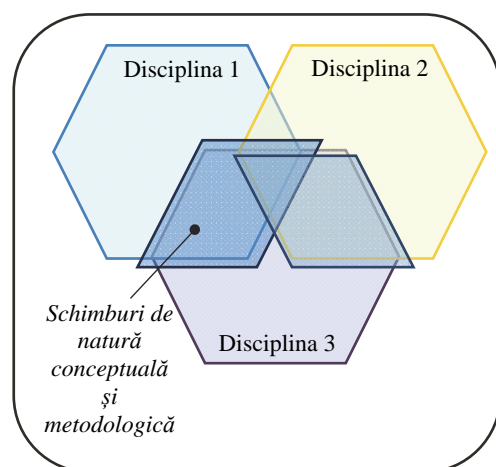 Disciplina 1
Disciplina 2
Schimburi de
natură
conceptuală
și
metodologică
Disciplina 3